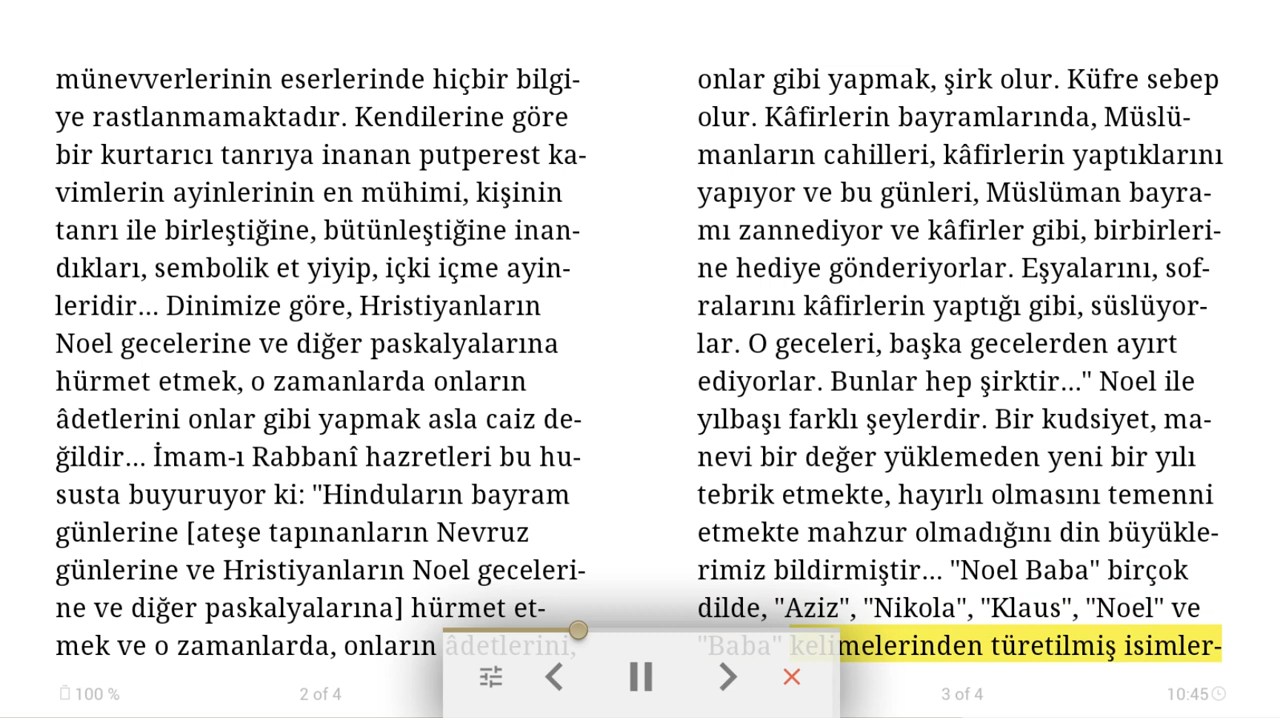 münevverlerinin eserlerinde hiçbir bilgi-
ye rastlanmamaktadır. Kendilerine göre
bir kurtarıcı tanrıya inanan putperest ka-
vimlerin ayinlerinin en mühimi, kişinin
tanrı ile birleştiğine, bütünleştiğine inan-
dıkları, sembolik et yiyip, içki içme ayin-
leridir... Dinimize göre, Hristiyanların
Noel gecelerine ve diğer paskalyalarına
hürmet etmek, o zamanlarda onların
âdetlerini onlar gibi yapmak asla caiz de-
ğildir... İmam-ı Rabbanî hazretleri bu hu-
susta buyuruyor ki: "Hinduların bayram
günlerine [ateşe tapınanların Nevruz
günlerine ve Hristiyanların Noel geceleri-
ne ve diğer paskalyalarına] hürmet et-
mek ve o zamanlarda, onların âdetlerini,
onlar gibi yapmak, şirk olur. Küfre sebep
olur. Kâfirlerin bayramlarında, Müslü-
manların cahilleri, kâfirlerin yaptıklarını
yapıyor ve bu günleri, Müslüman bayra-
mı zannediyor ve kâfirler gibi, birbirleri-
ne hediye gönderiyorlar. Eşyalarını, sof-
ralarını kâfirlerin yaptığı gibi, süslüyor-
lar. O geceleri, başka gecelerden ayırt
ediyorlar. Bunlar hep şirktir..." Noel ile
yılbaşı farklı şeylerdir. Bir kudsiyet, ma-
nevi bir değer yüklemeden yeni bir yılı
tebrik etmekte, hayırlı olmasını temenni
etmekte mahzur olmadığını din büyükle-
rimiz bildirmiştir... "Noel Baba" birçok
dilde, "Aziz", "Nikola", "Klaus", "Noel" ve
"Baba" kelimelerinden türetilmiş isimler-
100 %
2 of 4
3 of 4
10:45